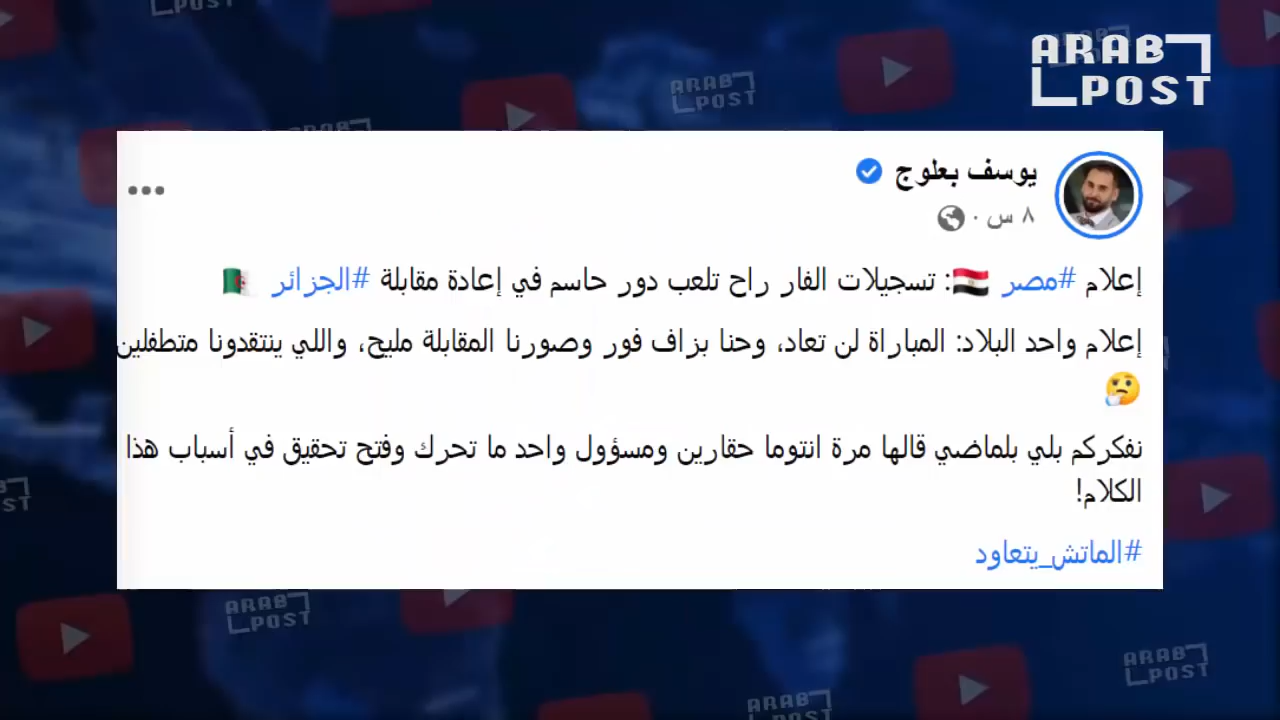 ARAB
POST
يوسف بعلوج
٨ س ·
إعلام #مصر 🇪🇬: تسجيلات الفار راح تلعب دور حاسم في إعادة مقابلة #الجزائر 🇩🇿
إعلام واحد البلاد: المباراة لن تعاد، وحنا بزاف فور وصورنا المقابلة مليح، واللي ينتقدونا متطفلين
🤔
نفكركم بلي بلماضي قالها مرة انتوما حقارين ومسؤول واحد ما تحرك وفتح تحقيق في أسباب هذا
الكلام!
#الماتش_يتعاود